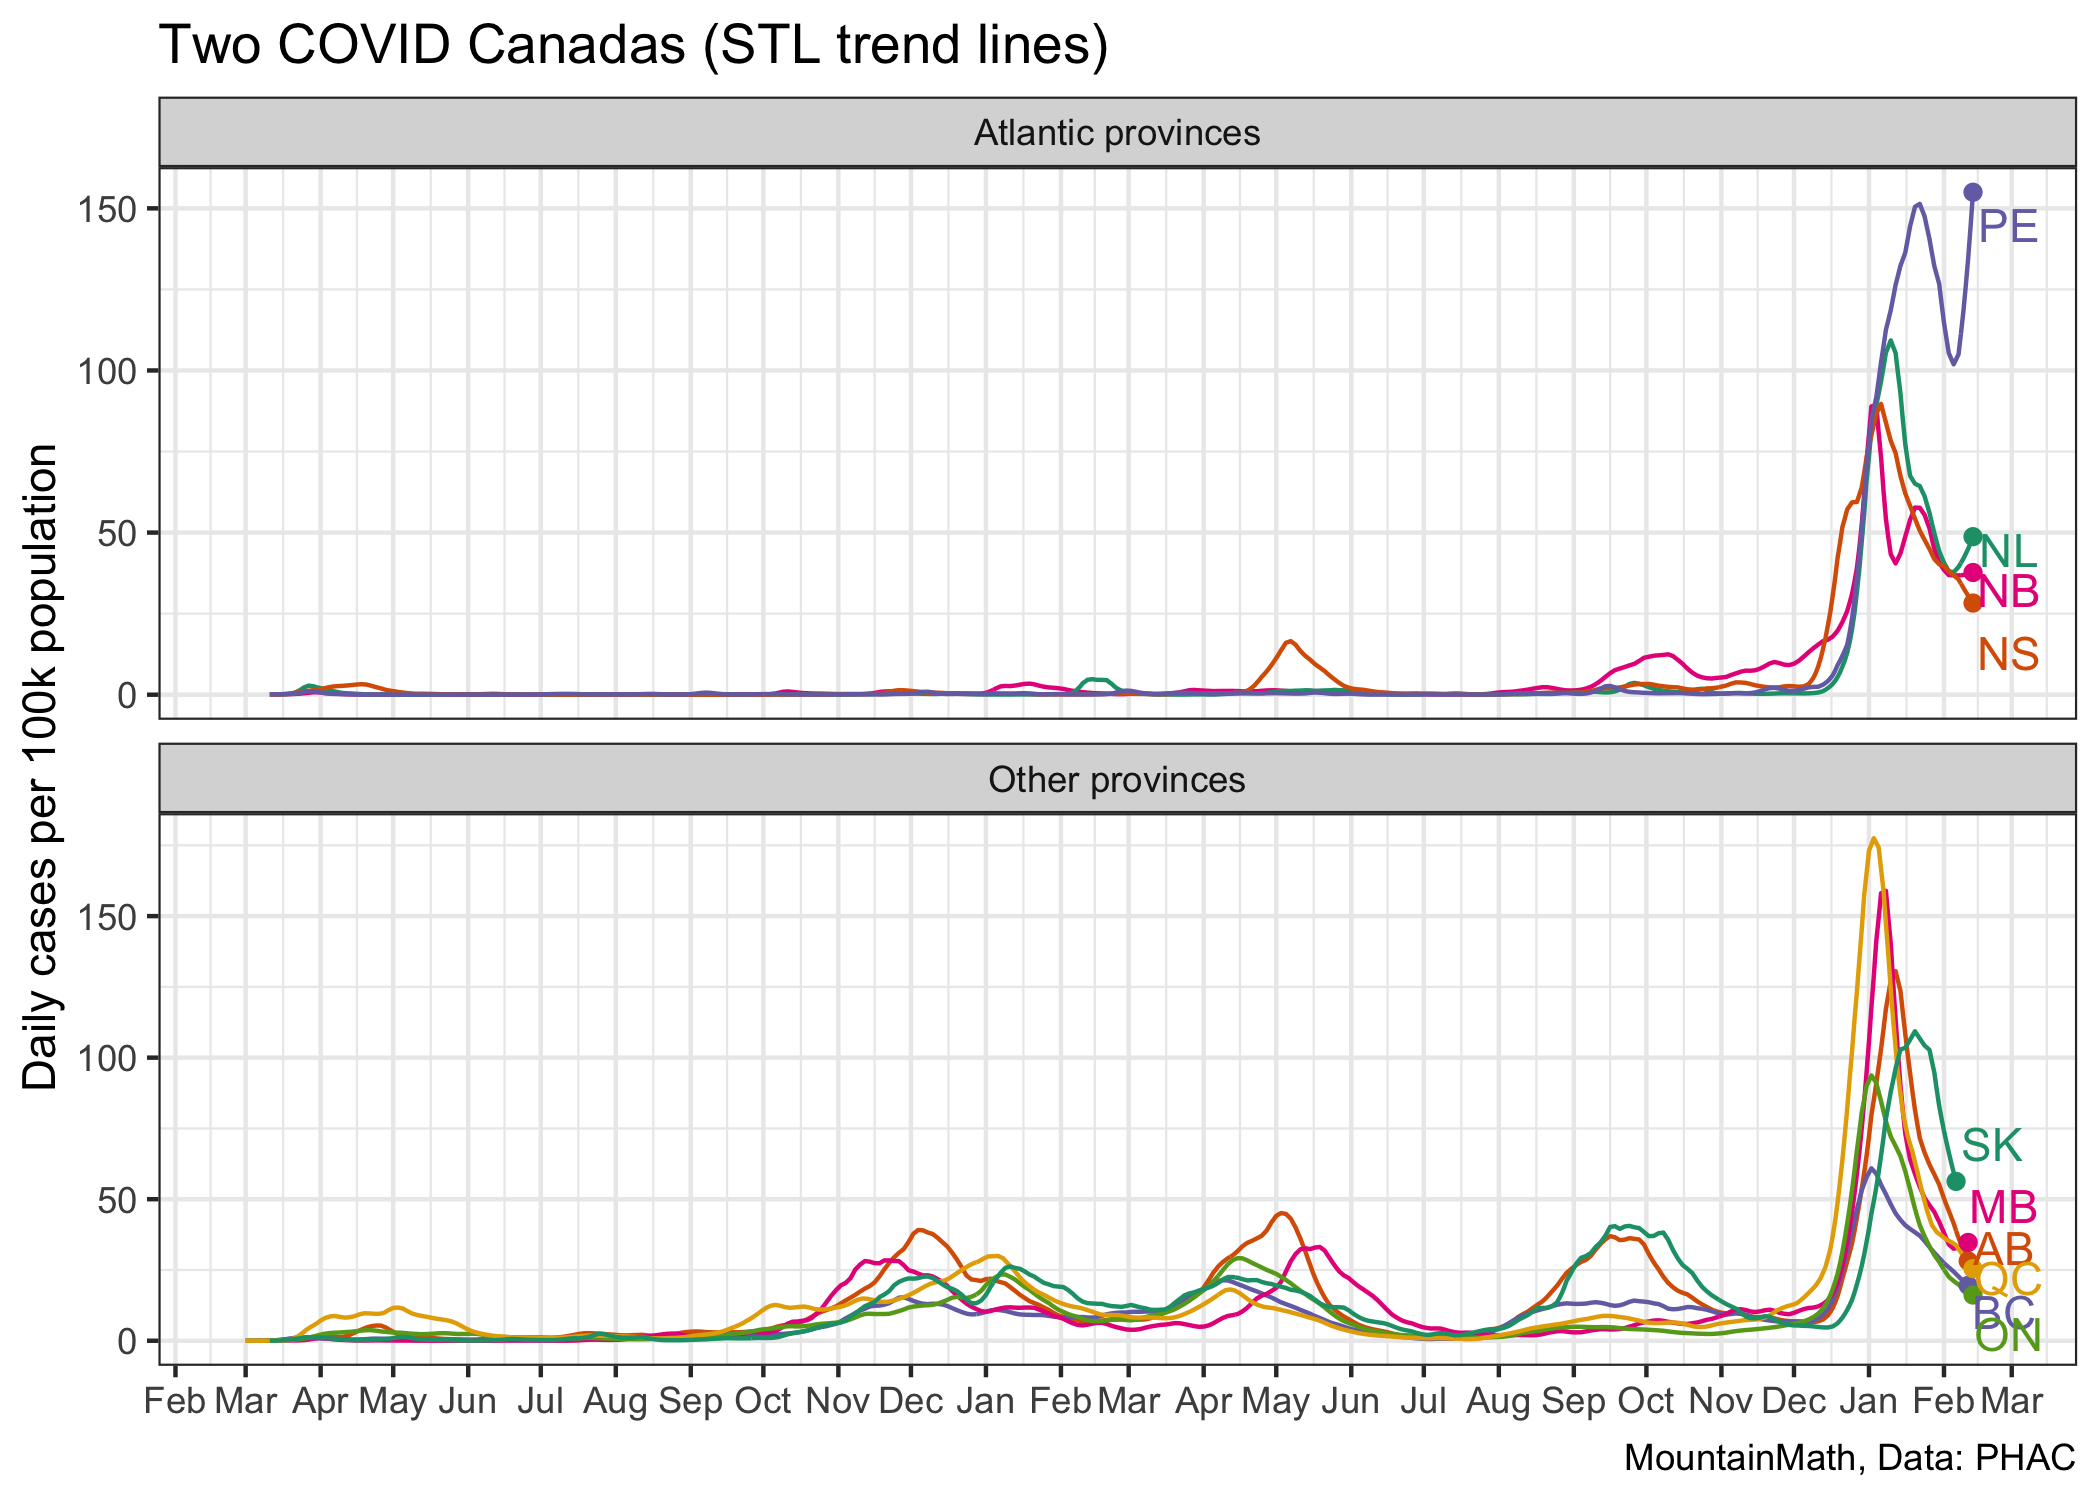 Two COVID Canadas (STL trend lines)
Atlantic provinces
150
100
50
0
PE
NL
NB
NS
Daily cases per 100k population
Other provinces
150
100
50
0
SK
MB
AB
QC
BC
ON
Feb Mar Apr May Jun Jul Aug Sep Oct Nov Dec Jan Feb Mar Apr May Jun Jul Aug Sep Oct Nov Dec Jan Feb Mar
MountainMath, Data: PHAC